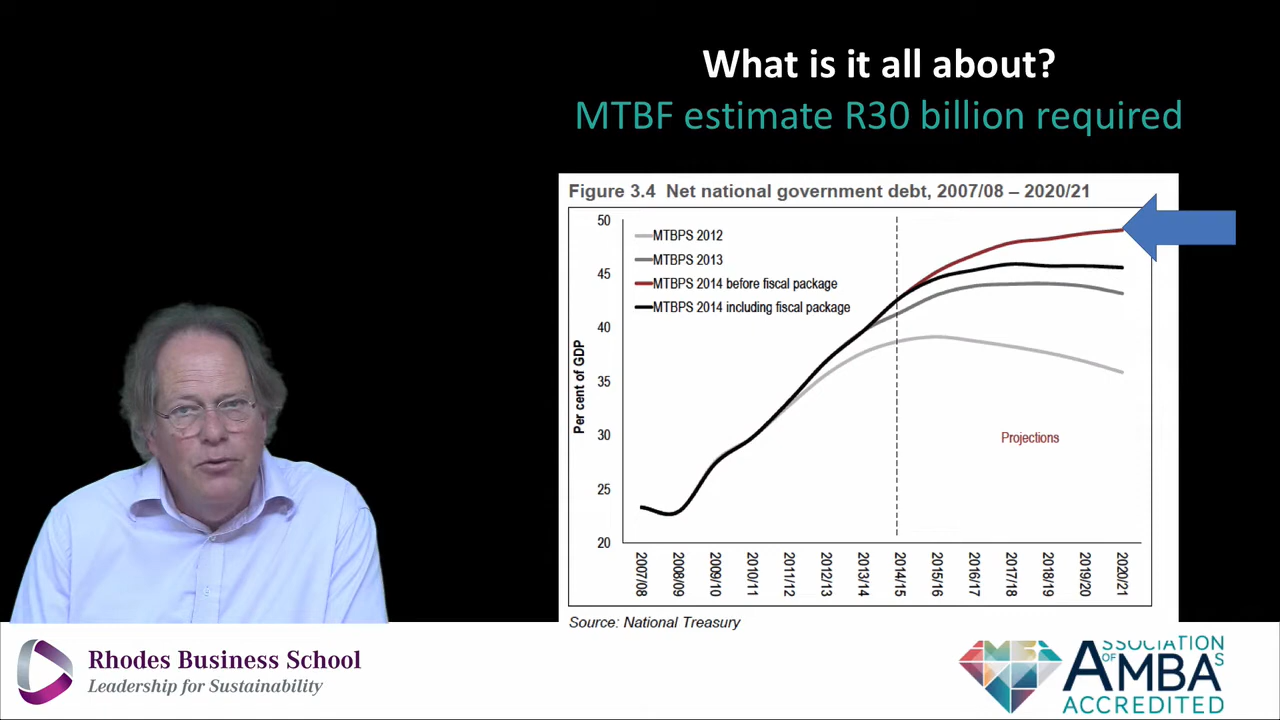 What is it all about?
MTBF estimate R30 billion required
Figure 3.4 Net national government debt, 2007/08 – 2020/21
50
45
40
35
30
25
20
Per cent of GDP
MTBPS 2012
MTBPS 2013
MTBPS 2014 before fiscal package
MTBPS 2014 including fiscal package
Projections
2007/08
2008/09
2009/10
2010/11
2011/12
2012/13
2013/14
2014/15
2015/16
2016/17
2017/18
2018/19
2019/20
2020/21
Source: National Treasury
Rhodes Business School
Leadership for Sustainability
ASSOCIATION
OF
AMBAS
ACCREDITED